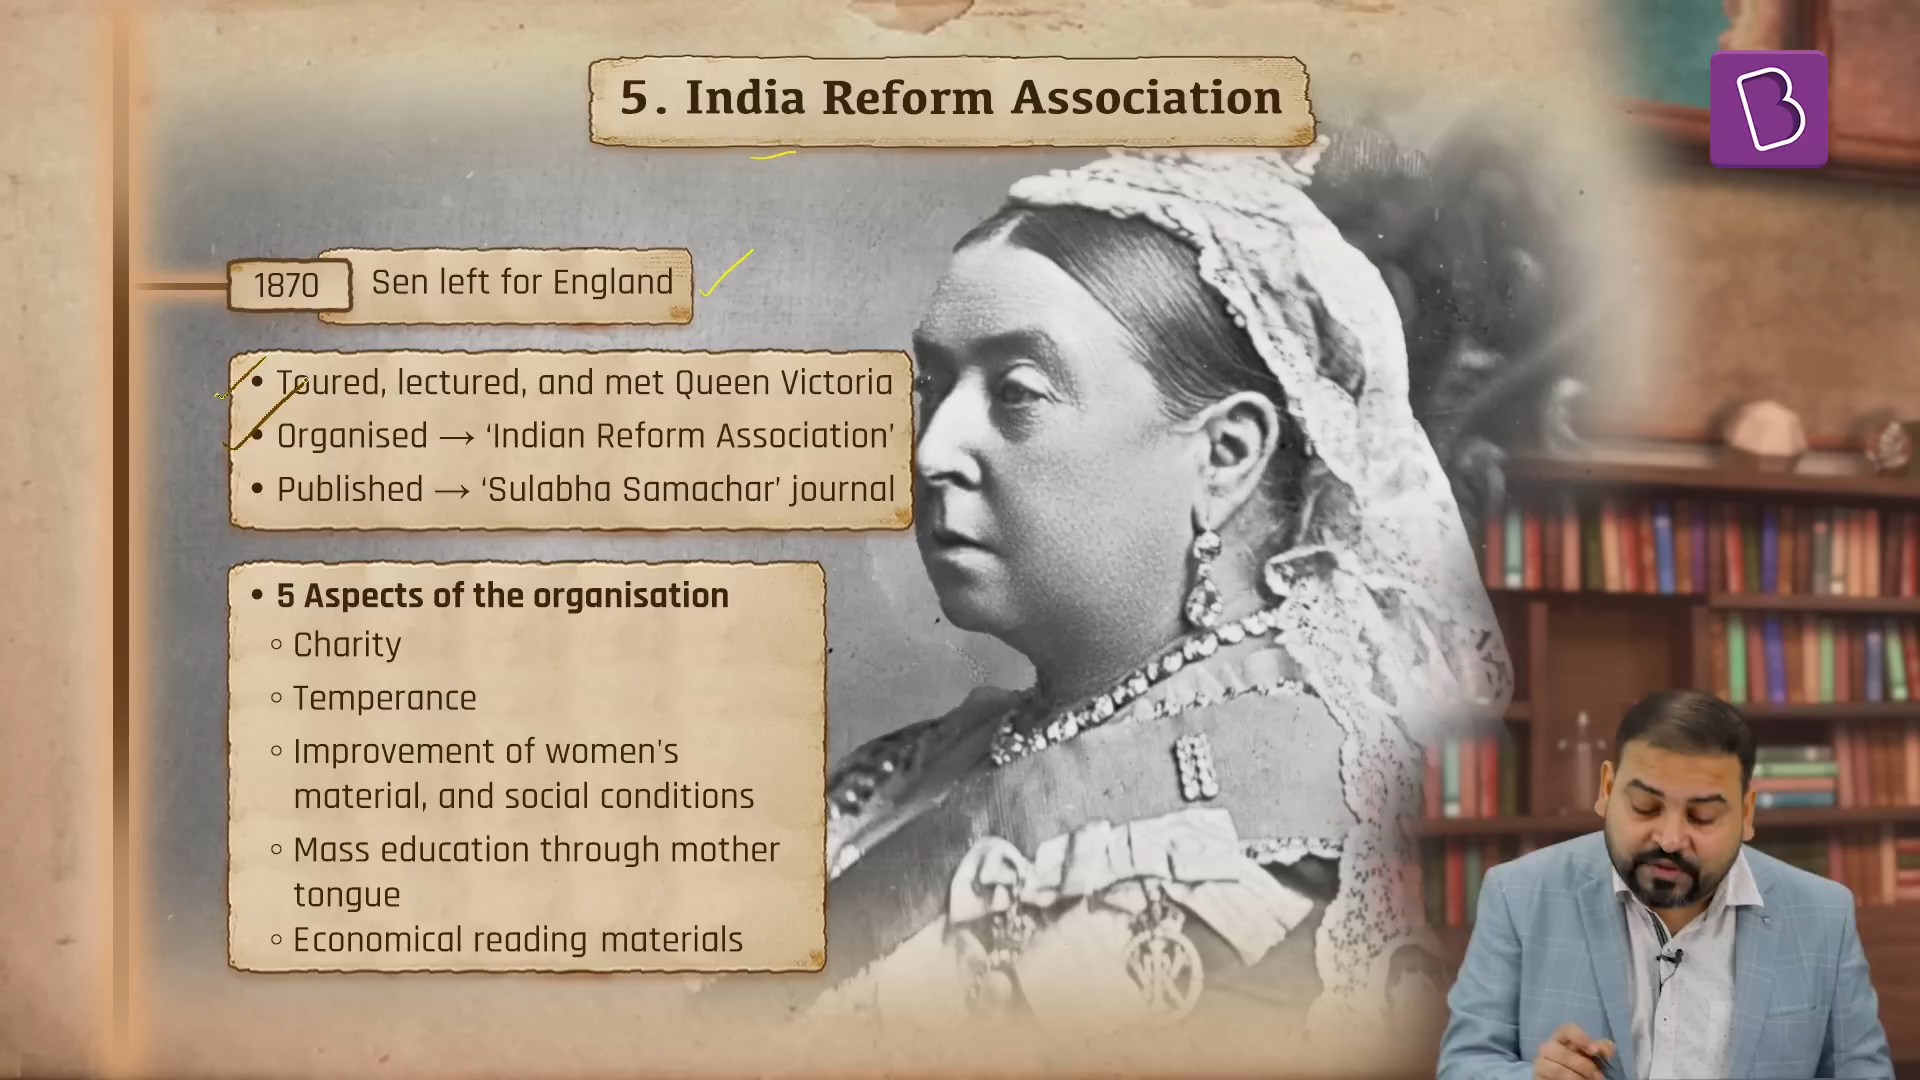 5. India Reform Association
1870
Sen left for England
• Toured, lectured, and met Queen Victoria
• Organised → ‘Indian Reform Association’
• Published → ‘Sulabha Samachar’ journal
• 5 Aspects of the organisation
◦ Charity
◦ Temperance
◦ Improvement of women's
material, and social conditions
◦ Mass education through mother
tongue
◦ Economical reading materials
B